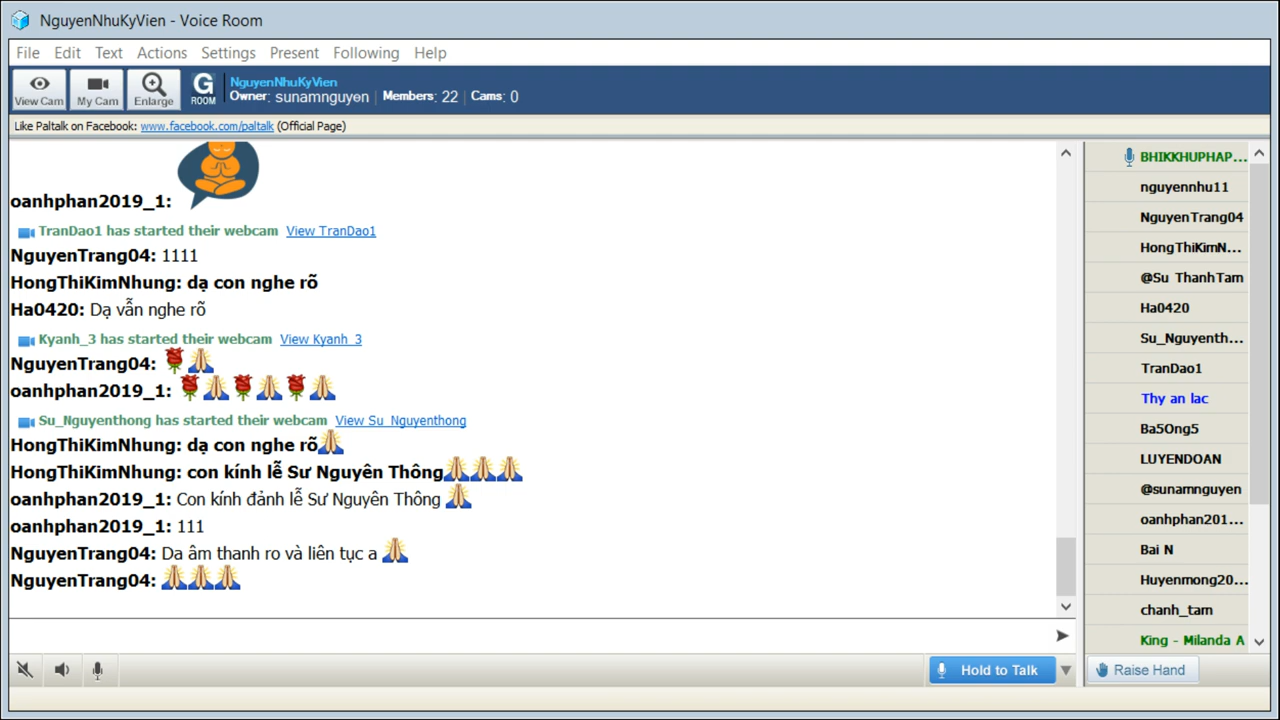 NguyenNhuKyVien - Voice Room
File Edit Text Actions Settings Present Following Help
View Cam My Cam Enlarge G ROOM
NguyenNhuKyVien
Owner: sunamnguyen | Members: 22 | Cams: 0
Like Paltalk on Facebook: www.facebook.com/paltalk (Official Page)
oanhphan2019_1:
TranDao1 has started their webcam View TranDao1
NguyenTrang04: 1111
HongThiKimNhung: dạ con nghe rõ
Ha0420: Dạ vẫn nghe rõ
Kyanh_3 has started their webcam View Kyanh_3
NguyenTrang04: 🌹🙏
oanhphan2019_1: 🌹🙏🌹🙏🌹🙏
Su_Nguyenthong has started their webcam View Su_Nguyenthong
HongThiKimNhung: dạ con nghe rõ🙏
HongThiKimNhung: con kính lễ Sư Nguyên Thông🙏🙏🙏
oanhphan2019_1: Con kính đảnh lễ Sư Nguyên Thông 🙏
oanhphan2019_1: 111
NguyenTrang04: Da âm thanh ro và liên tục a 🙏
NguyenTrang04: 🙏🙏🙏
BHIKKHUPHAP...
nguyennhu11
NguyenTrang04
HongThiKimN...
@Su ThanhTam
Ha0420
Su_Nguyenth...
TranDao1
Thy an lac
Ba5Ong5
LUYENDOAN
@sunamnguyen
oanhphan201...
Bai N
Huyenmong20...
chanh_tam
King - Milanda A
Hold to Talk
Raise Hand